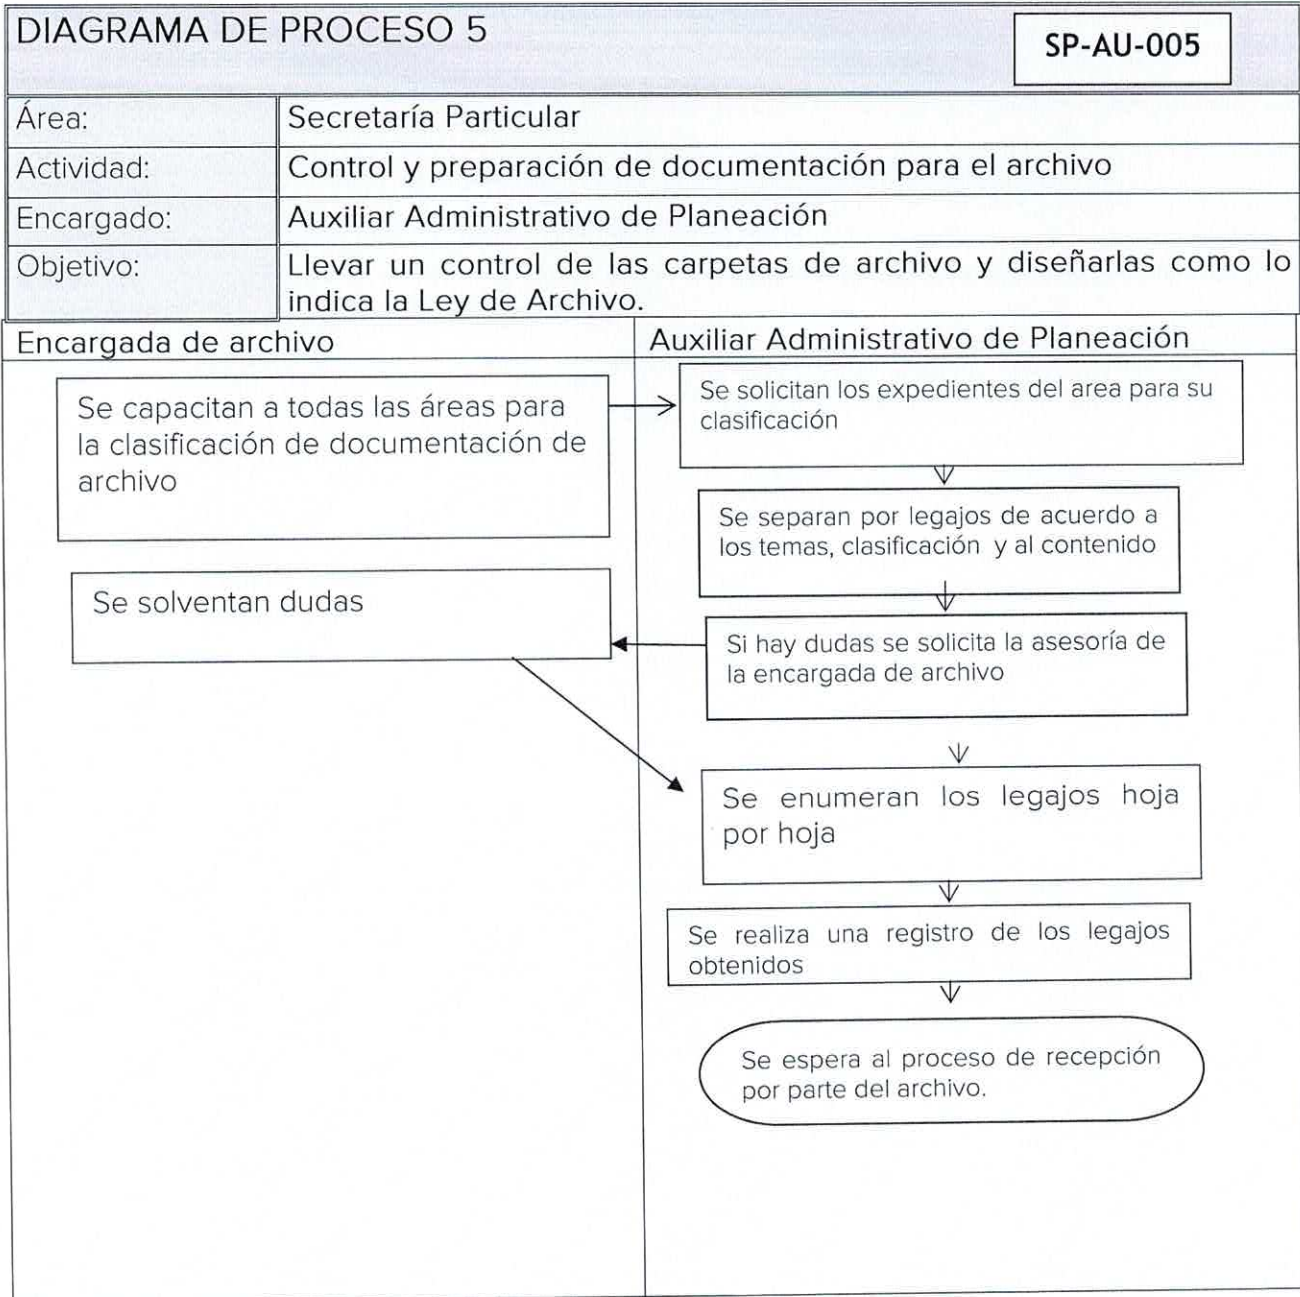 DIAGRAMA DE PROCESO 5
SP-AU-005
Área:
Secretaría Particular
Actividad:
Control y preparación de documentación para el archivo
Encargado:
Auxiliar Administrativo de Planeación
Objetivo:
Llevar un control de las carpetas de archivo y diseñarlas como lo
indica la Ley de Archivo.
Encargada de archivo
Auxiliar Administrativo de Planeación
Se capacitan a todas las áreas para
la clasificación de documentación de
archivo
Se solicitan los expedientes del area para su
clasificación
Se separan por legajos de acuerdo a
los temas, clasificación y al contenido
Si hay dudas se solicita la asesoría de
la encargada de archivo
Se solventan dudas
Se enumeran los legajos hoja
por hoja
Se realiza una registro de los legajos
obtenidos
Se espera al proceso de recepción
por parte del archivo.